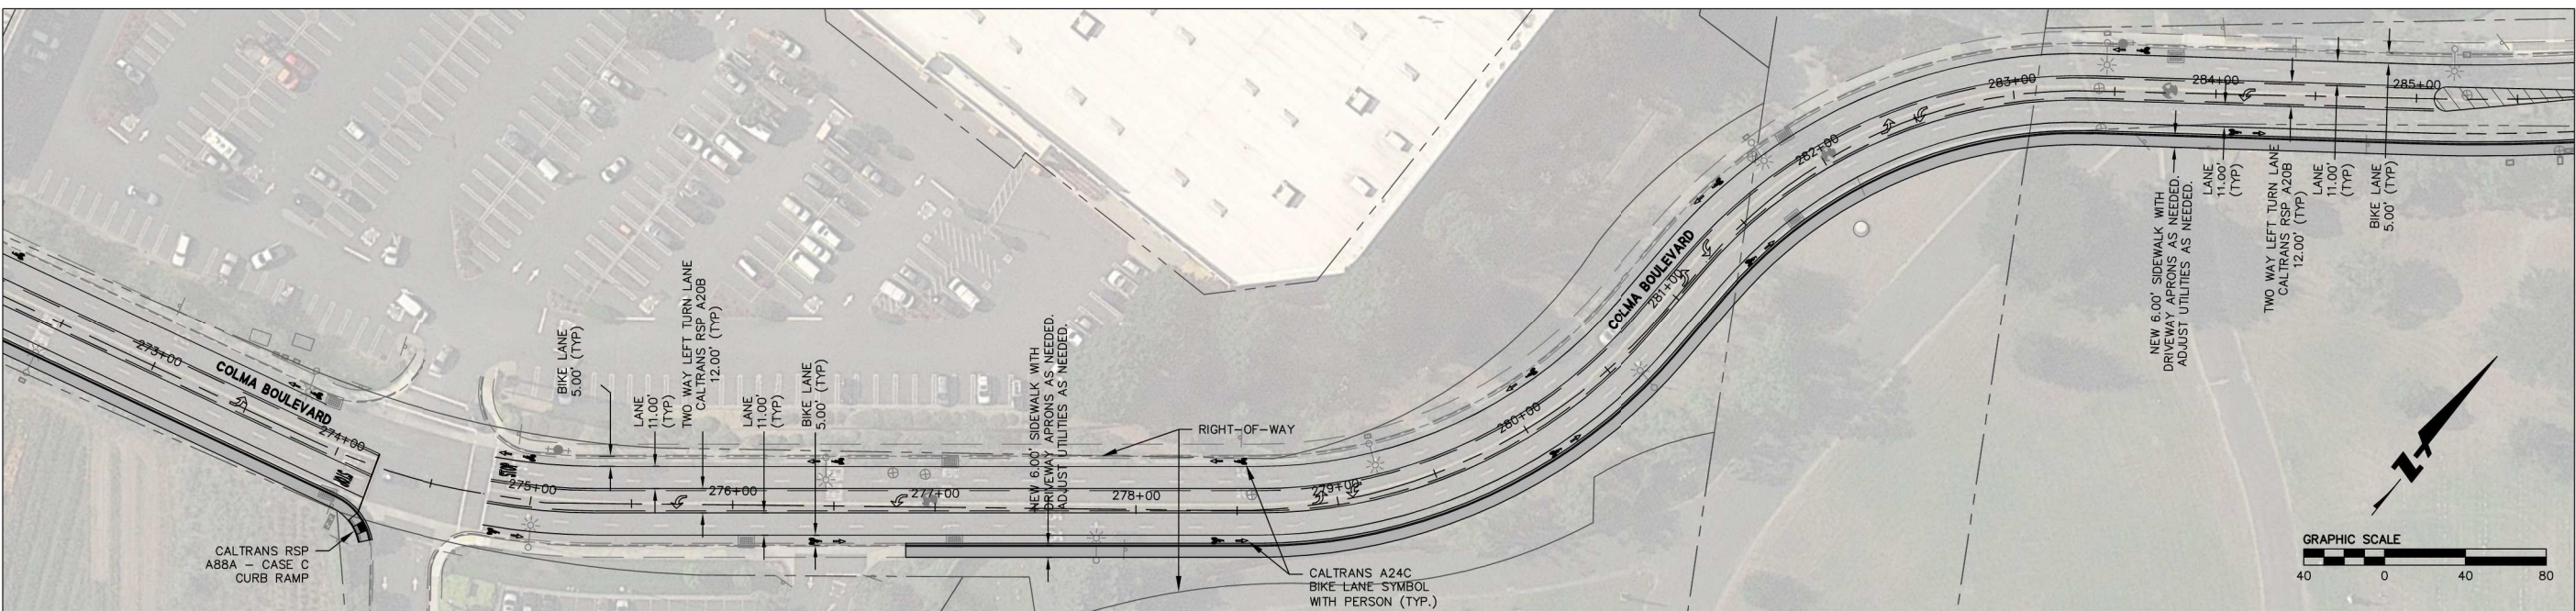 273+00
COLMA BOULEVARD
274+00
CALTRANS RSP
A88A – CASE C
CURB RAMP
BIKE LANE
5.00' (TYP)
LANE
11.00'
(TYP)
TWO WAY LEFT TURN LANE
CALTRANS RSP A20B
12.00' (TYP)
LANE
11.00'
(TYP)
BIKE LANE
5.00' (TYP)
275+00
276+00
277+00
278+00
279+00
NEW 6.00' SIDEWALK WITH
DRIVEWAY APRONS AS NEEDED.
ADJUST UTILITIES AS NEEDED.
RIGHT-OF-WAY
CALTRANS A24C
BIKE LANE SYMBOL
WITH PERSON (TYP.)
280+00
281+00
COLMA BOULEVARD
282+00
283+00
284+00
285+00
NEW 6.00' SIDEWALK WITH
DRIVEWAY APRONS AS NEEDED.
ADJUST UTILITIES AS NEEDED.
LANE
11.00'
(TYP)
TWO WAY LEFT TURN LANE
CALTRANS RSP A20B
12.00' (TYP)
LANE
11.00'
(TYP)
BIKE LANE
5.00' (TYP)
Z
GRAPHIC SCALE
40 0 40 80